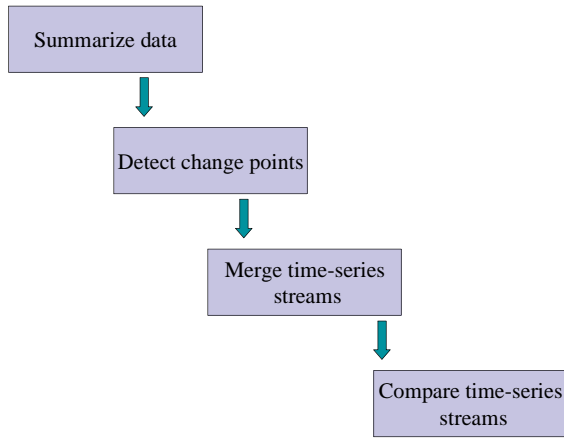 Summarize data
Detect change points
Merge time-series
streams
Compare time-series
streams